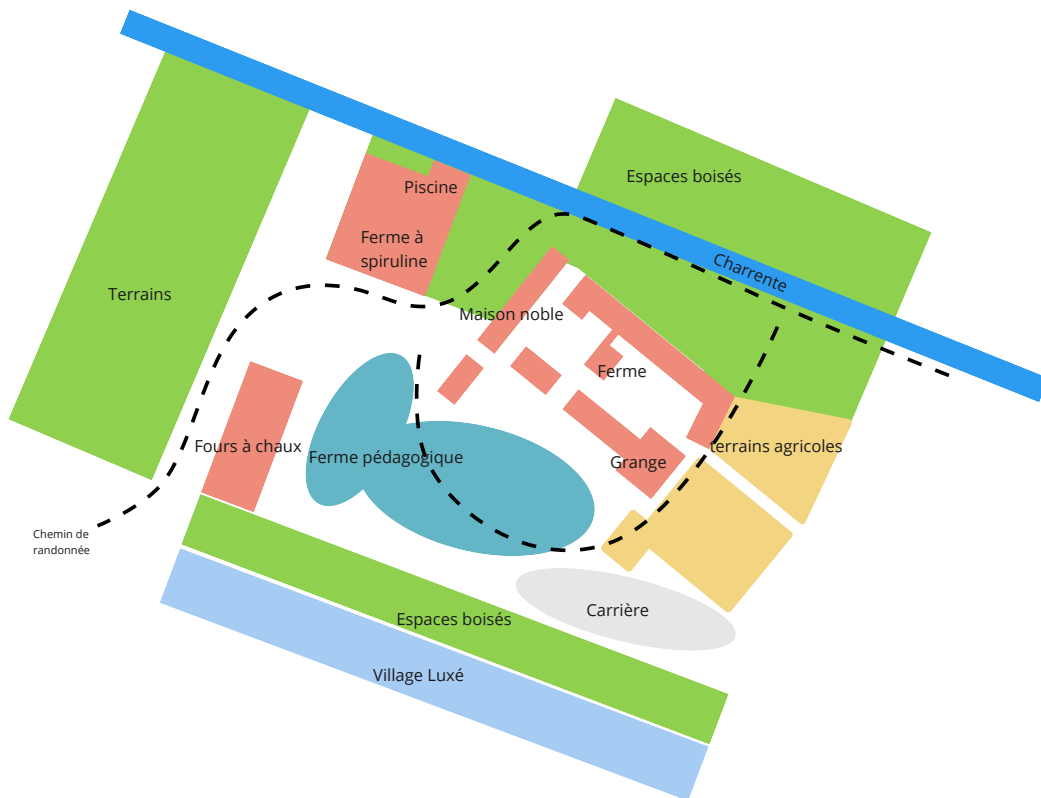 Espaces boisés
Piscine
Ferme à
spiruline
Charrente
Terrains
Maison noble
Ferme
Fours à chaux
terrains agricoles
Ferme pédagogique
Grange
Chemin de
randonnée
Carrière
Espaces boisés
Village Luxé